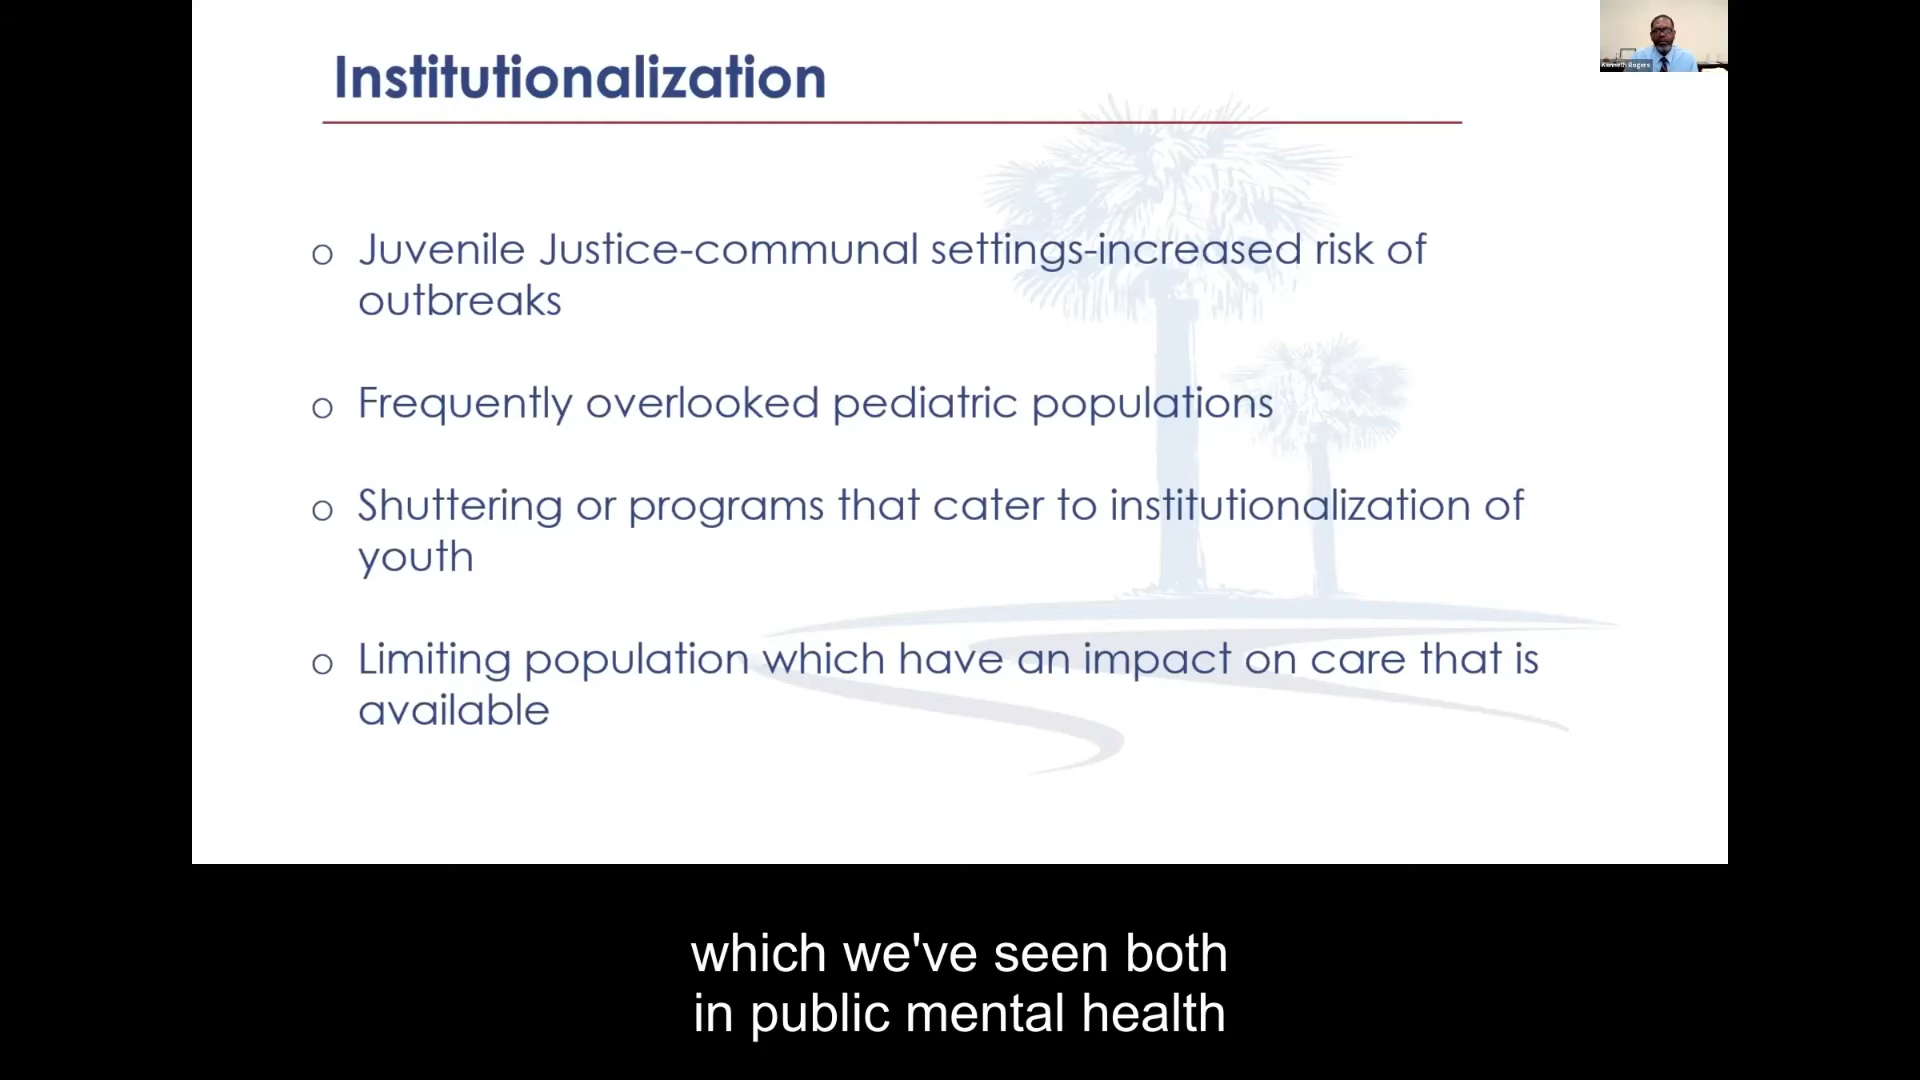 Institutionalization
Kenneth Rogers
o Juvenile Justice-communal settings-increased risk of
outbreaks
o Frequently overlooked pediatric populations
o Shuttering or programs that cater to institutionalization of
youth
o Limiting population which have an impact on care that is
available
which we've seen both
in public mental health